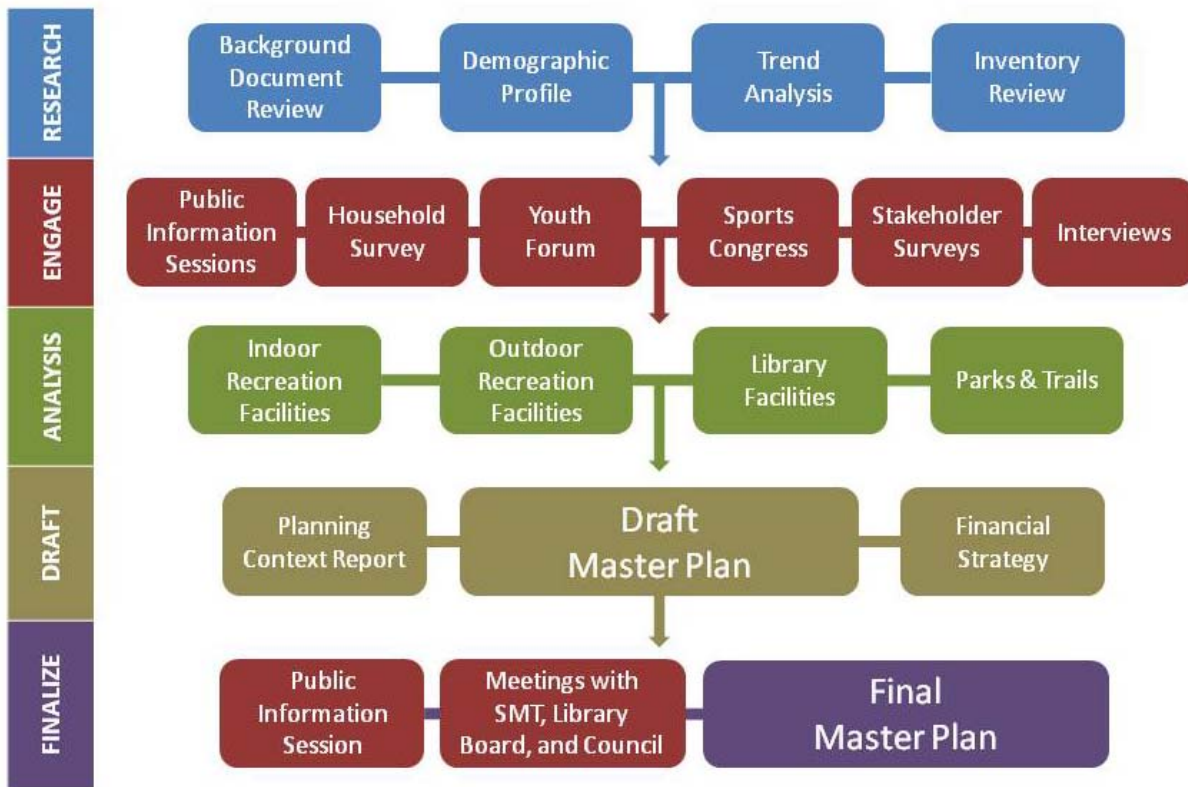 RESEARCH
Background
Document
Review
Demographic
Profile
Trend
Analysis
Inventory
Review
ENGAGE
Public
Information
Sessions
Household
Survey
Youth
Forum
Sports
Congress
Stakeholder
Surveys
Interviews
ANALYSIS
Indoor
Recreation
Facilities
Outdoor
Recreation
Facilities
Library
Facilities
Parks & Trails
DRAFT
Planning
Context Report
Draft
Master Plan
Financial
Strategy
FINALIZE
Public
Information
Session
Meetings with
SMT, Library
Board, and Council
Final
Master Plan